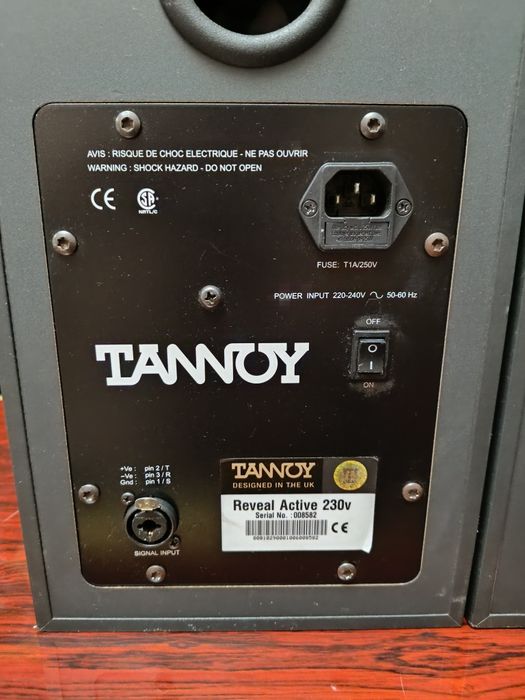 AVIS : RISQUE DE CHOC ELECTRIQUE - NE PAS OUVRIR
WARNING : SHOCK HAZARD - DO NOT OPEN
CE SA
NRTL/C
FUSE: T1A/250V
POWER INPUT 220-240V ~ 50-60 Hz
OFF
O
I
ON
TANNOY
+Ve : pin 2 / T
-Ve : pin 3 / R
Gnd : pin 1 / S
SIGNAL INPUT
TANNOY
DESIGNED IN THE UK
Reveal Active 230v
Serial No. : 008582
CE